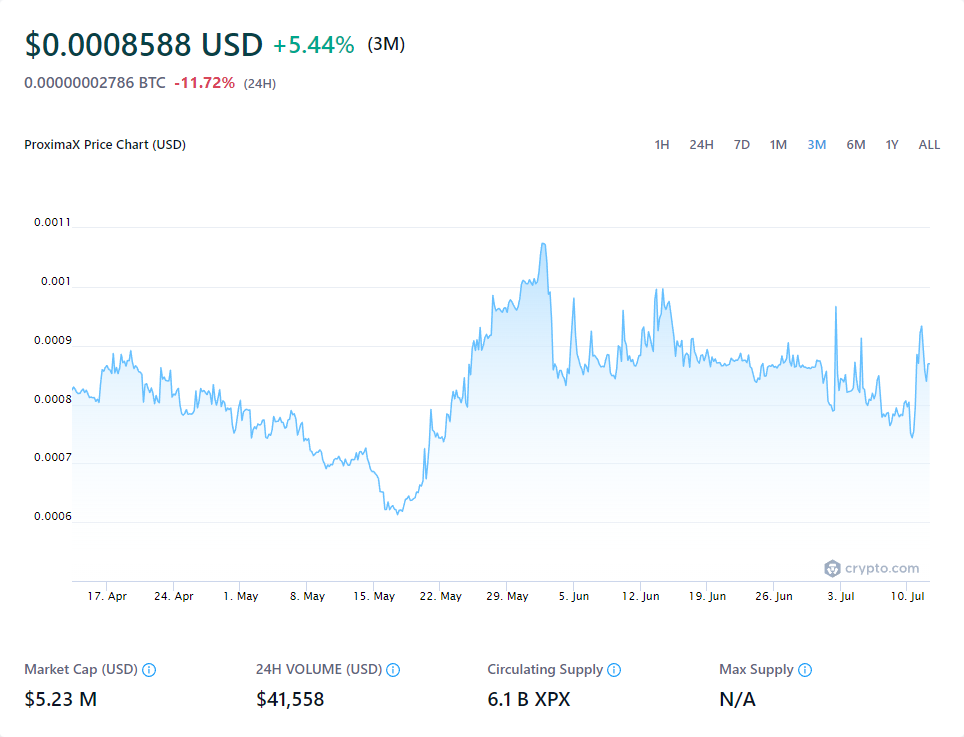 $0.0008588 USD +5.44% (3M)
0.00000002786 BTC -11.72% (24H)
ProximaX Price Chart (USD) 1H 24H 7D 1M 3M 6M 1Y ALL
0.0011
0.001
0.0009
0.0008
0.0007
0.0006
crypto.com
17. Apr 24. Apr 1. May 8. May 15. May 22. May 29. May 5. Jun 12. Jun 19. Jun 26. Jun 3. Jul 10. Jul
Market Cap (USD) 24H VOLUME (USD) Circulating Supply Max Supply
$5.23 M $41,558 6.1 B XPX N/A